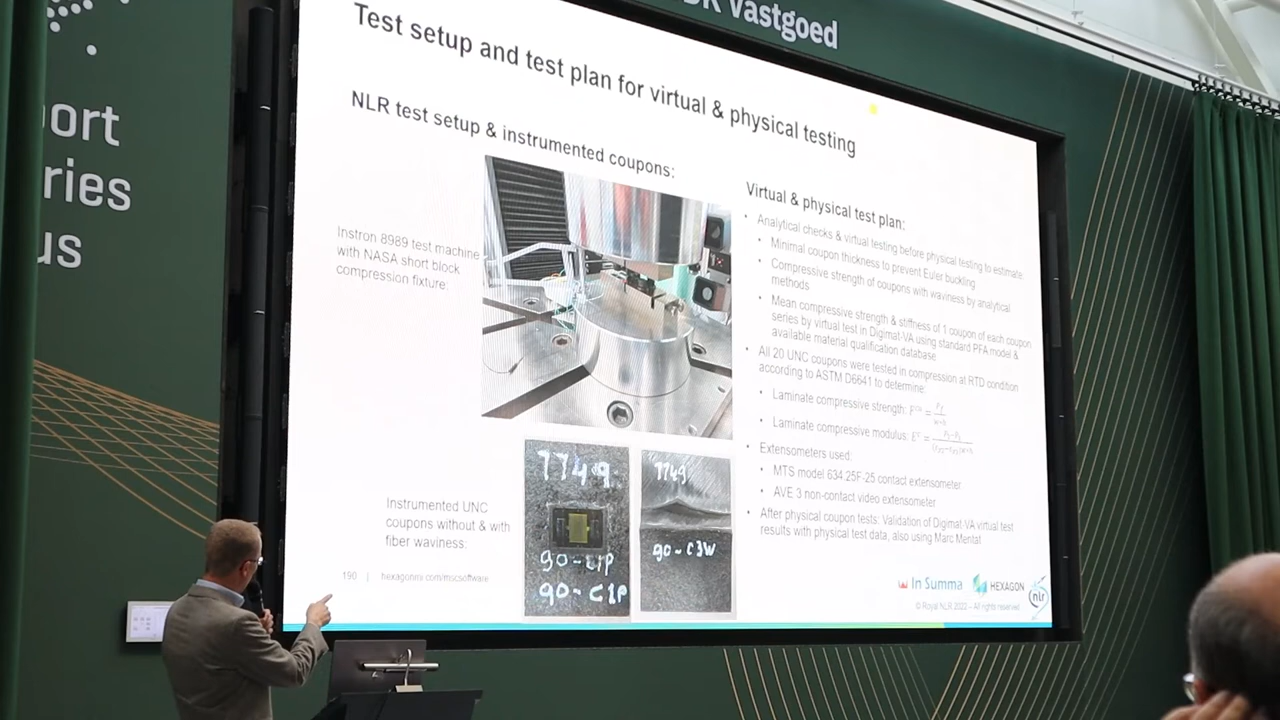 DR Vastgoed
ort
ries
us
Test setup and test plan for virtual & physical testing
NLR test setup & instrumented coupons:
Instron 8989 test machine
with NASA short block
compression fixture:
Instrumented UNC
coupons without & with
fiber waviness:
7749
90-C1P
90-C1P
7749
90-C3W
Virtual & physical test plan:
• Analytical checks & virtual testing before physical testing to estimate:
• Minimal coupon thickness to prevent Euler buckling
• Compressive strength of coupons with waviness by analytical
methods
• Mean compressive strength & stiffness of 1 coupon of each coupon
series by virtual test in Digimat-VA using standard PFA model &
available material qualification database
• All 20 UNC coupons were tested in compression at RTD condition
according to ASTM D6641 to determine:
• Laminate compressive strength:
• Laminate compressive modulus:
• Extensometers used:
• MTS model 634.25F-25 contact extensometer
• AVE 3 non-contact video extensometer
• After physical coupon tests: Validation of Digimat-VA virtual test
results with physical test data, also using Marc Mentat
190 | hexagonmi.com/mscsoftware
In Summa HEXAGON nlr
© Royal NLR 2022 – All rights reserved